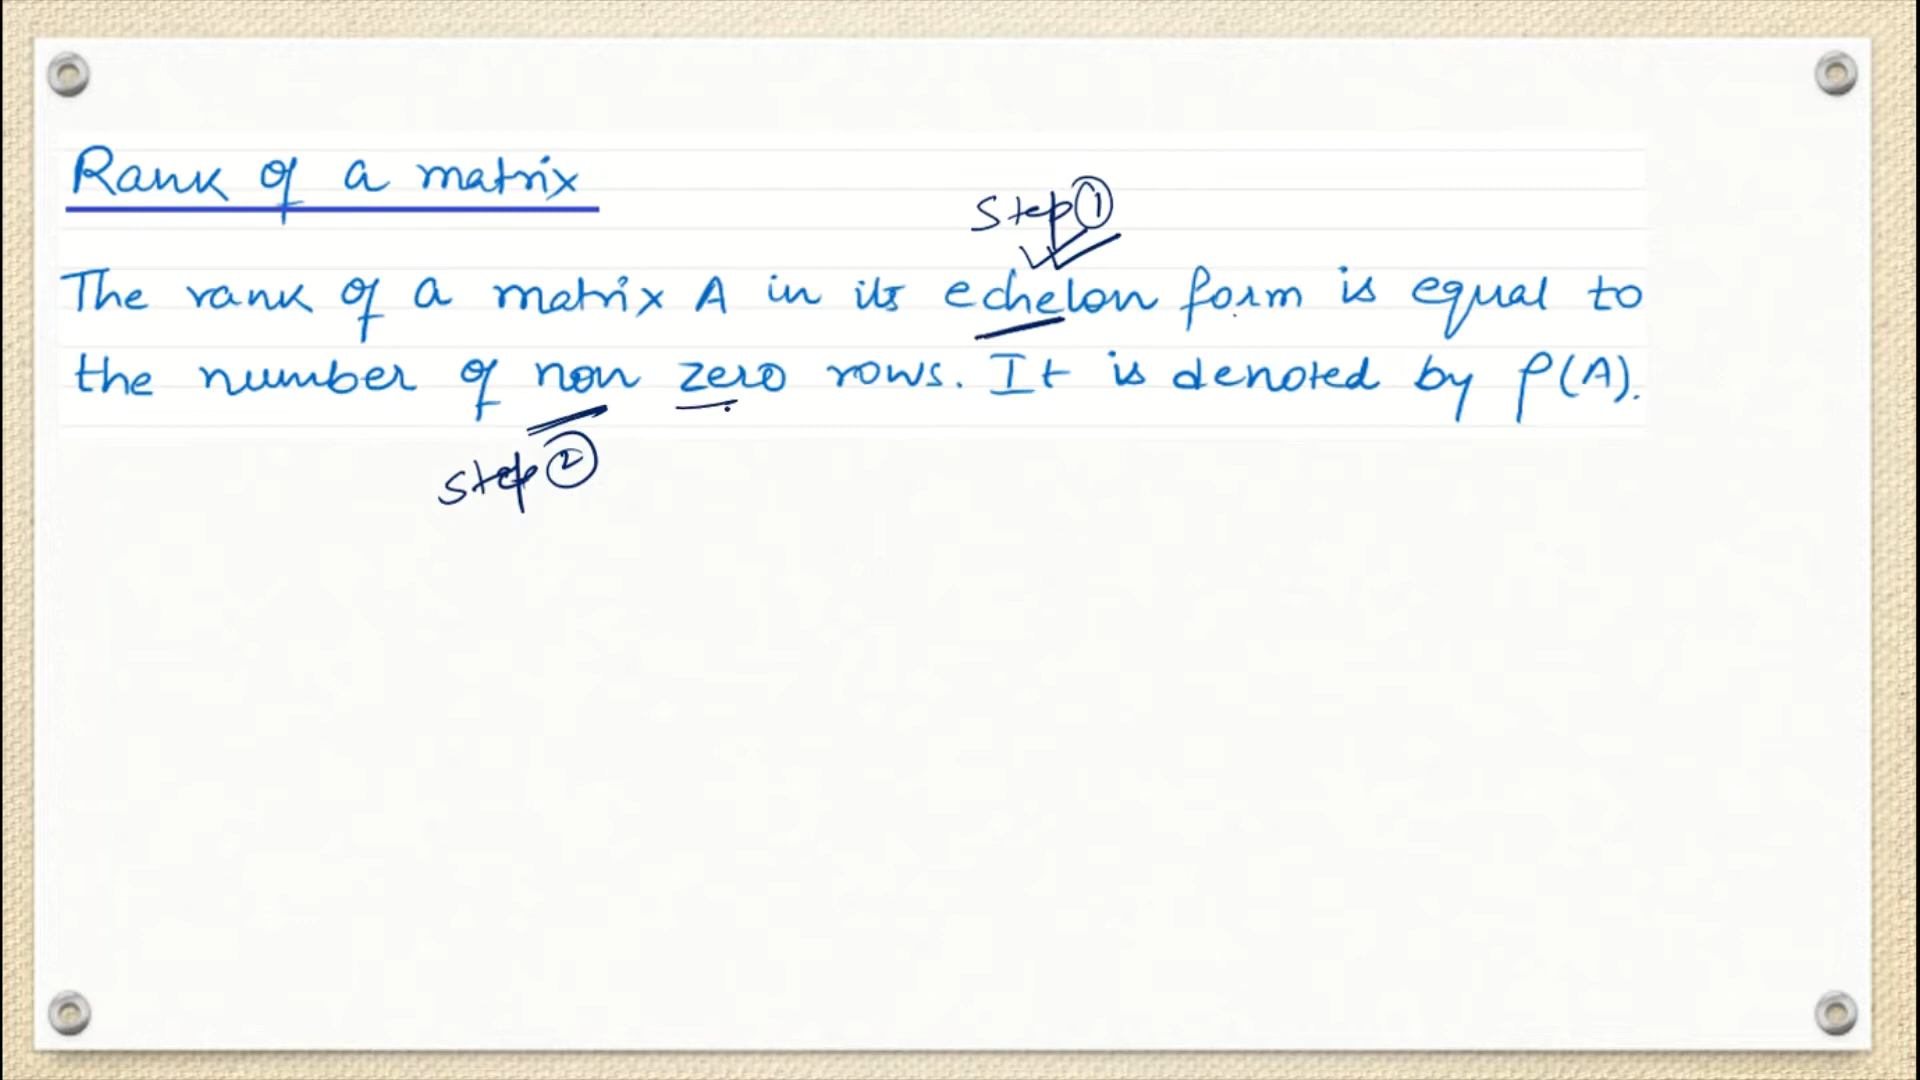 Rank of a matrix
Step ①
The rank of a matrix A in its echelon form is equal to
the number of non zero rows. It is denoted by ρ(A).
Step ②